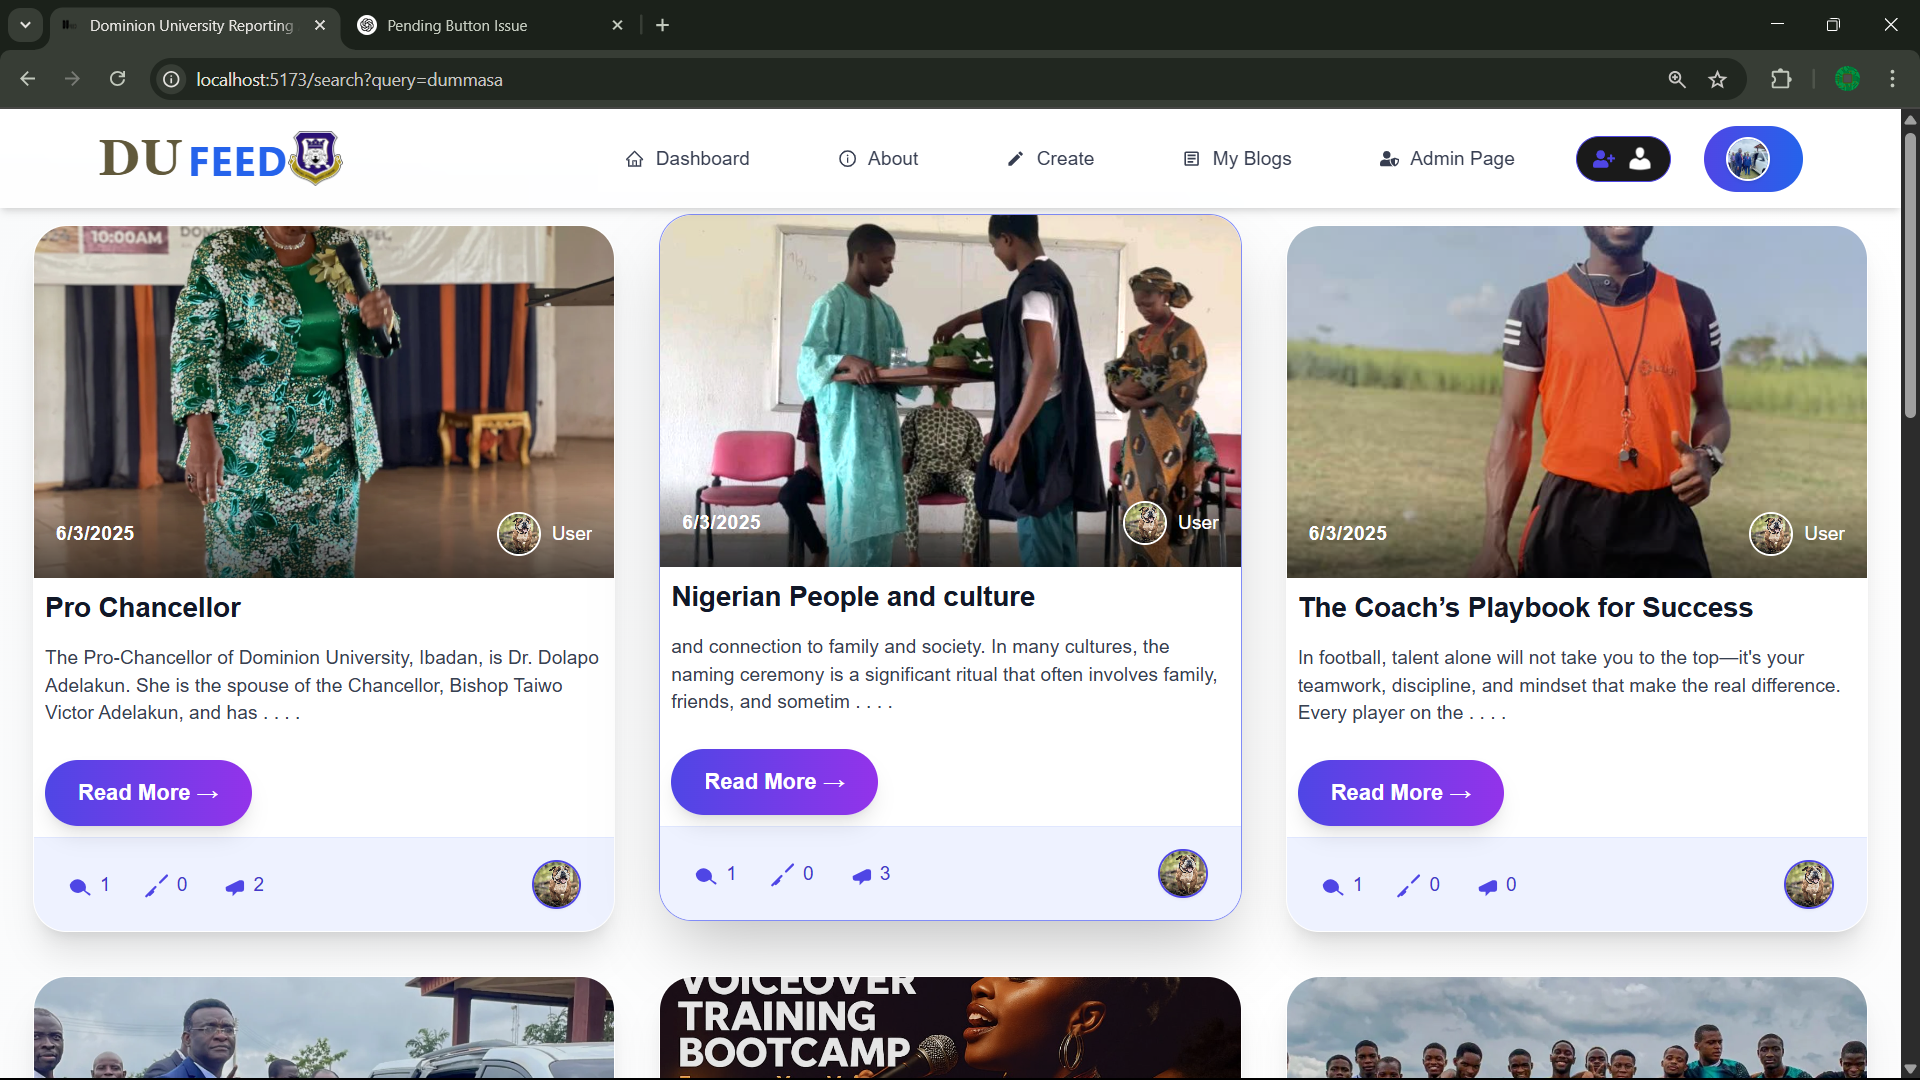 Dominion University Reporting
Pending Button Issue
localhost:5173/search?query=dummasa
DU FEED
Dashboard
About
Create
My Blogs
Admin Page
10:00AM
6/3/2025
User
Pro Chancellor
The Pro-Chancellor of Dominion University, Ibadan, is Dr. Dolapo
Adelakun. She is the spouse of the Chancellor, Bishop Taiwo
Victor Adelakun, and has . . . .
Read More →
1
0
2
6/3/2025
User
Nigerian People and culture
and connection to family and society. In many cultures, the
naming ceremony is a significant ritual that often involves family,
friends, and sometim . . . .
Read More →
1
0
3
6/3/2025
User
The Coach’s Playbook for Success
In football, talent alone will not take you to the top—it's your
teamwork, discipline, and mindset that make the real difference.
Every player on the . . . .
Read More →
1
0
0
VOICEOVER
TRAINING
BOOTCAMP